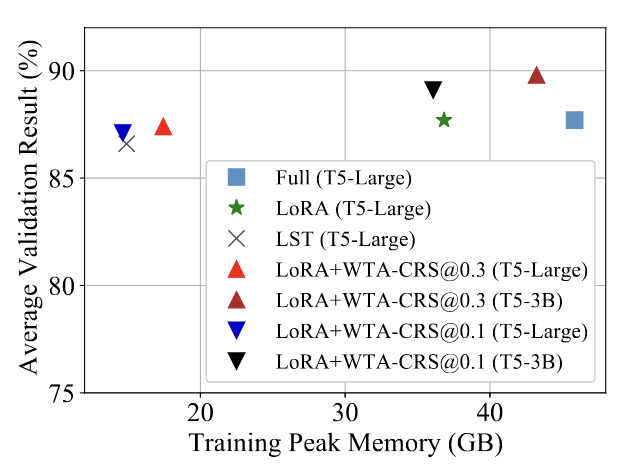 Average Validation Result (%)
90
85
80
75
Full (T5-Large)
LoRA (T5-Large)
LST (T5-Large)
LoRA+WTA-CRS@0.3 (T5-Large)
LoRA+WTA-CRS@0.3 (T5-3B)
LoRA+WTA-CRS@0.1 (T5-Large)
LoRA+WTA-CRS@0.1 (T5-3B)
20 30 40
Training Peak Memory (GB)